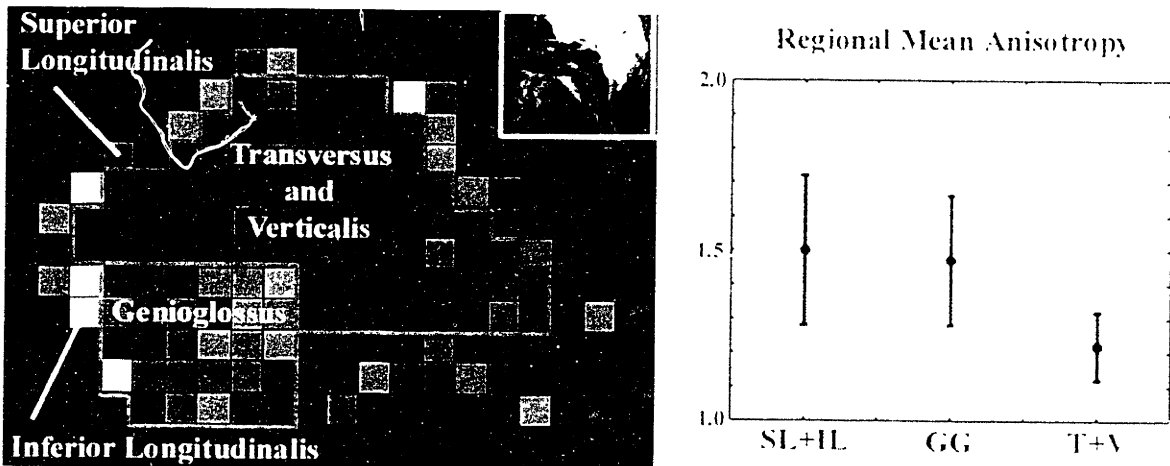 Superior
Longitudinalis
Transversus
and
Verticalis
Genioglossus
Inferior Longitudinalis
Regional Mean Anisotropy
2.0
1.5
1.0
SL+IL
GG
T+V